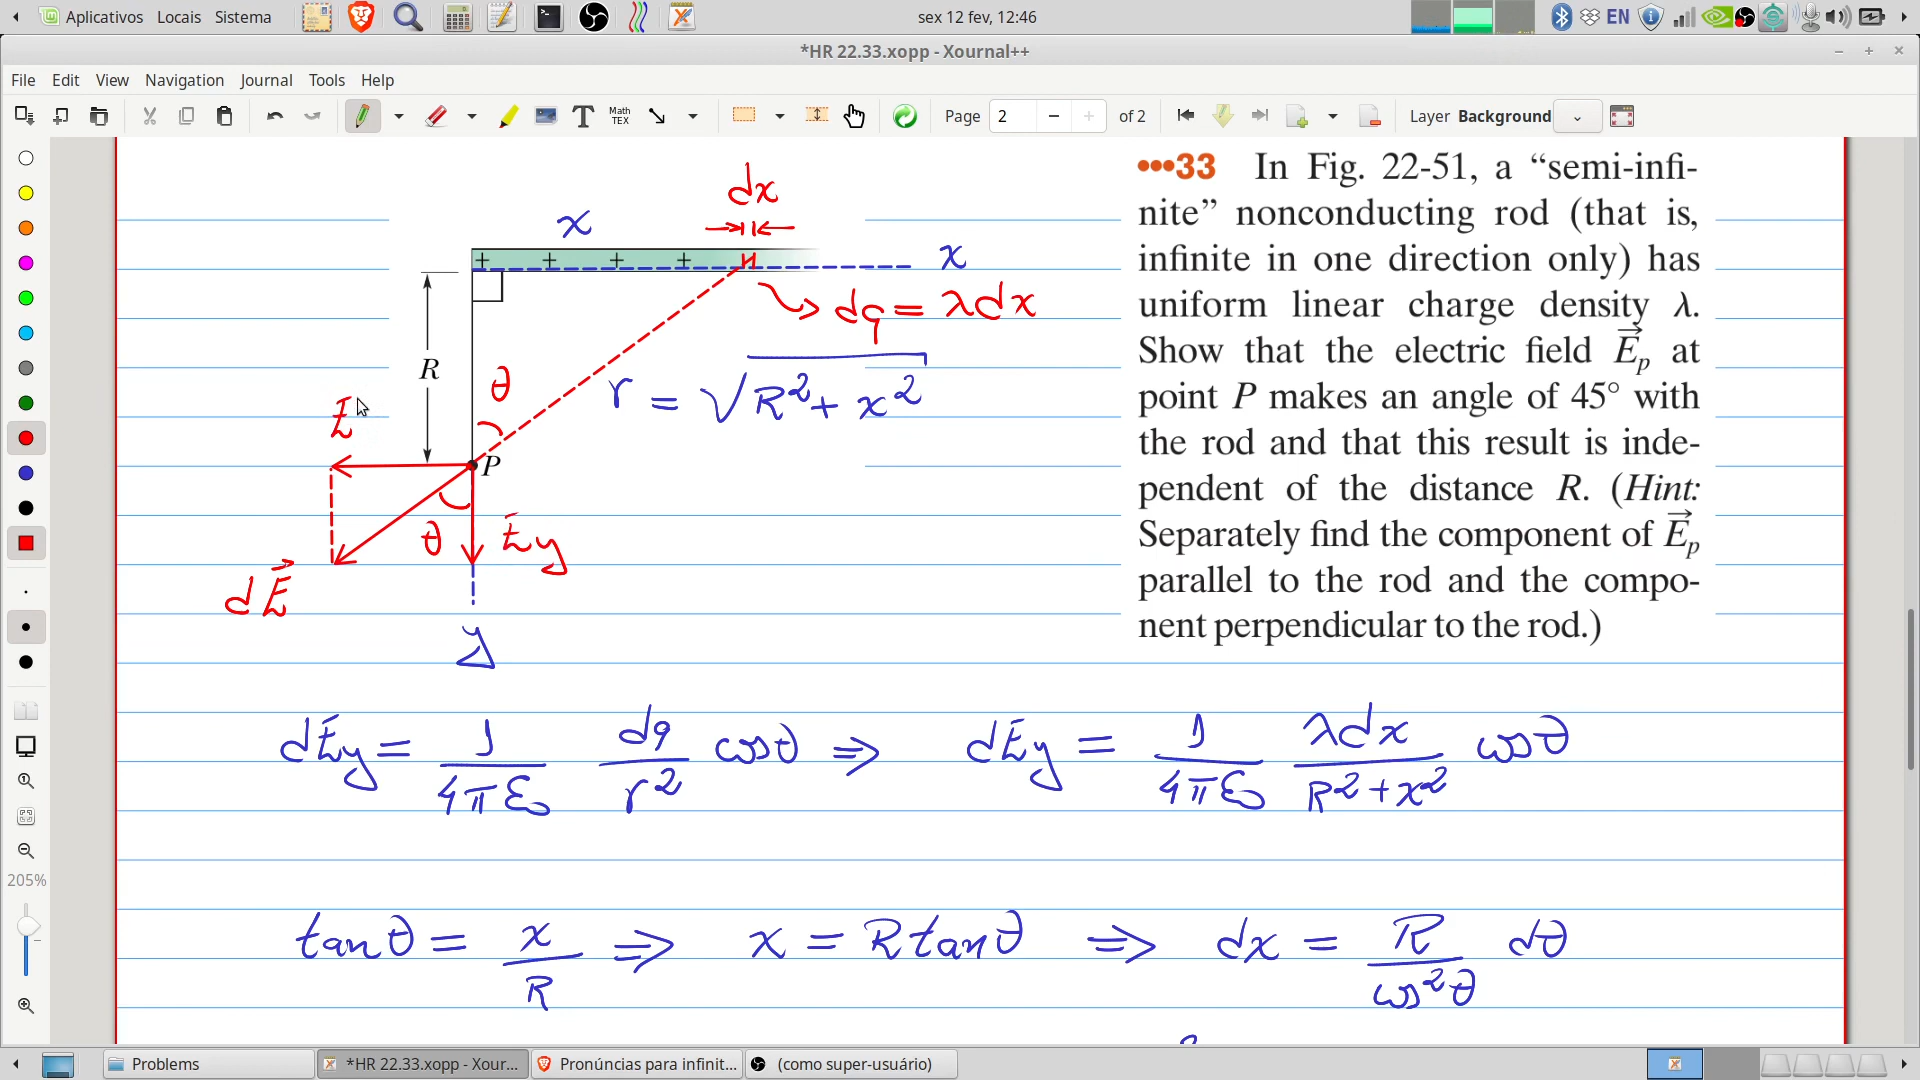 Aplicativos Locais Sistema
sex 12 fev, 12:46
EN
*HR 22.33.xopp - Xournal++
File Edit View Navigation Journal Tools Help
Math TEX
Page 2 of 2
Layer Background
205%
dx
x
+ + + +
x
dq = λdx
R
θ
r = √R²+x²
E
P
θ
Ey
dE⃗
y
•••33 In Fig. 22-51, a “semi-infi-
nite” nonconducting rod (that is,
infinite in one direction only) has
uniform linear charge density λ.
Show that the electric field E⃗p at
point P makes an angle of 45° with
the rod and that this result is inde-
pendent of the distance R. (Hint:
Separately find the component of E⃗p
parallel to the rod and the compo-
nent perpendicular to the rod.)
dEy = 1/4πε₀ dq/r² cosθ ⇒ dEy = 1/4πε₀ λdx/R²+x² cosθ
tanθ = x/R ⇒ x = R tanθ ⇒ dx = R/cos²θ dθ
Problems
*HR 22.33.xopp - Xour...
Pronúncias para infinit...
(como super-usuário)